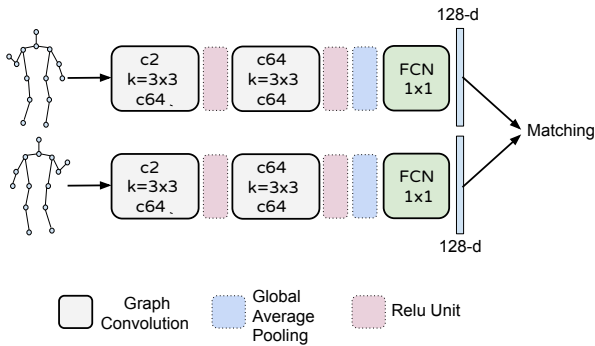 128-d
c2
k=3x3
c64
c64
k=3x3
c64
FCN
1x1
Matching
c2
k=3x3
c64
c64
k=3x3
c64
FCN
1x1
128-d
Graph
Convolution
Global
Average
Pooling
Relu Unit